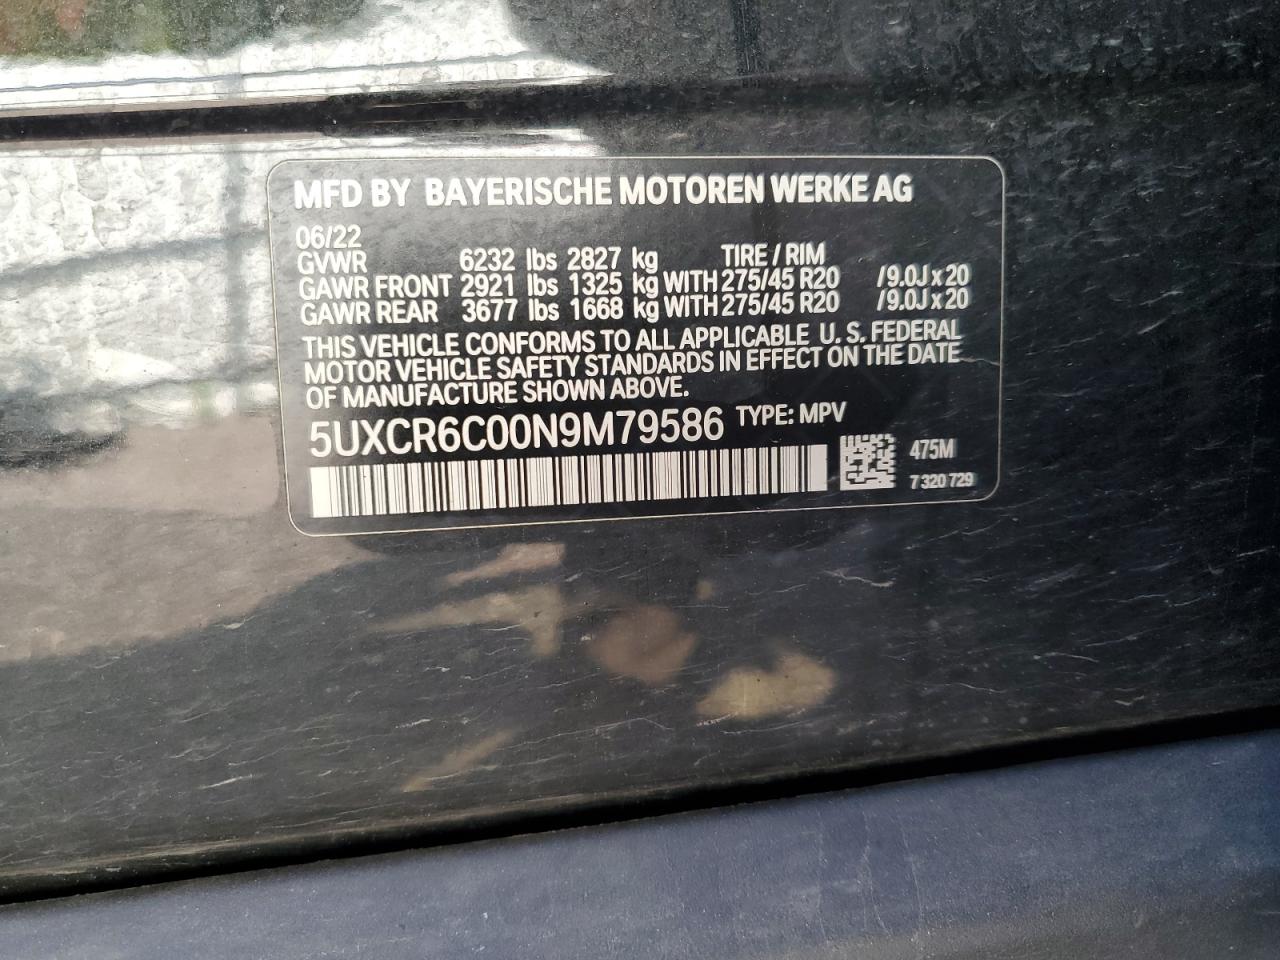 MFD BY BAYERISCHE MOTOREN WERKE AG
06/22
GVWR 6232 lbs 2827 kg TIRE / RIM
GAWR FRONT 2921 lbs 1325 kg WITH 275/45 R20 /9.0J x 20
GAWR REAR 3677 lbs 1668 kg WITH 275/45 R20 /9.0J x 20
THIS VEHICLE CONFORMS TO ALL APPLICABLE U. S. FEDERAL
MOTOR VEHICLE SAFETY STANDARDS IN EFFECT ON THE DATE
OF MANUFACTURE SHOWN ABOVE.
5UXCR6C00N9M79586 TYPE: MPV
475M
7 320 729